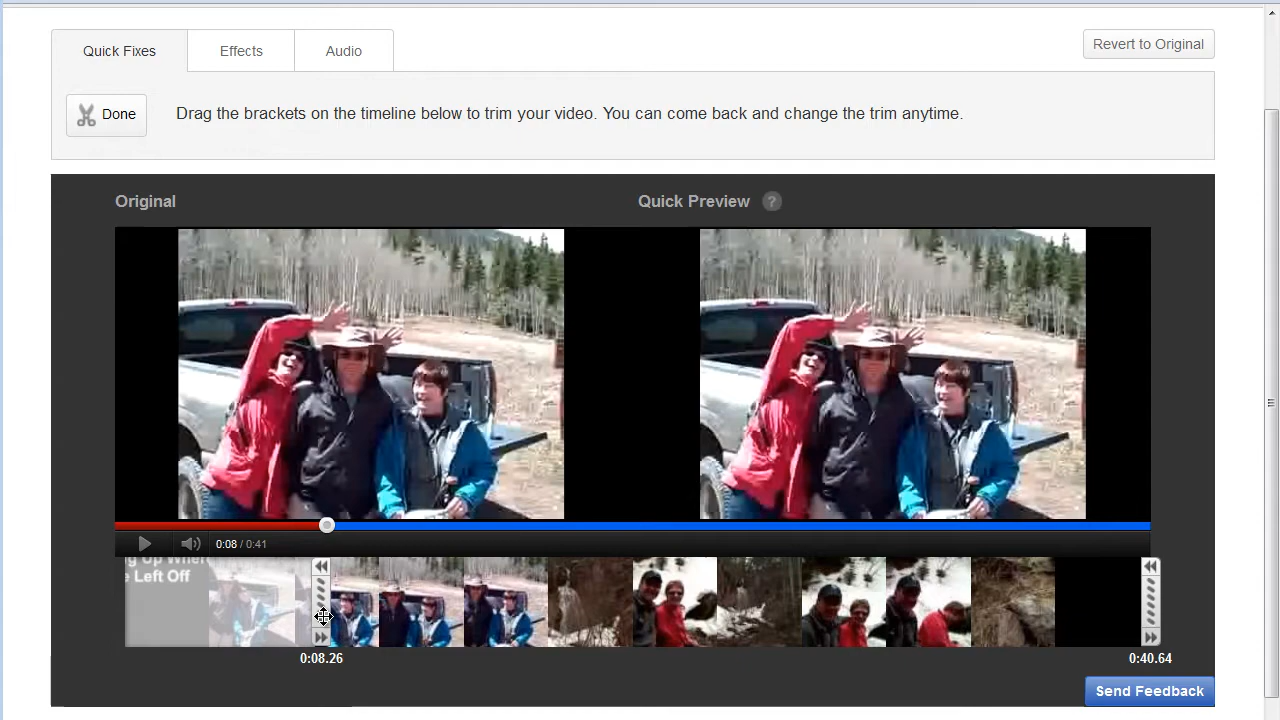 Quick Fixes
Effects
Audio
Revert to Original
Done
Drag the brackets on the timeline below to trim your video. You can come back and change the trim anytime.
Original
Quick Preview ?
0:08 / 0:41
g Up Wher
e Left Off
0:08.26
0:40.64
Send Feedback